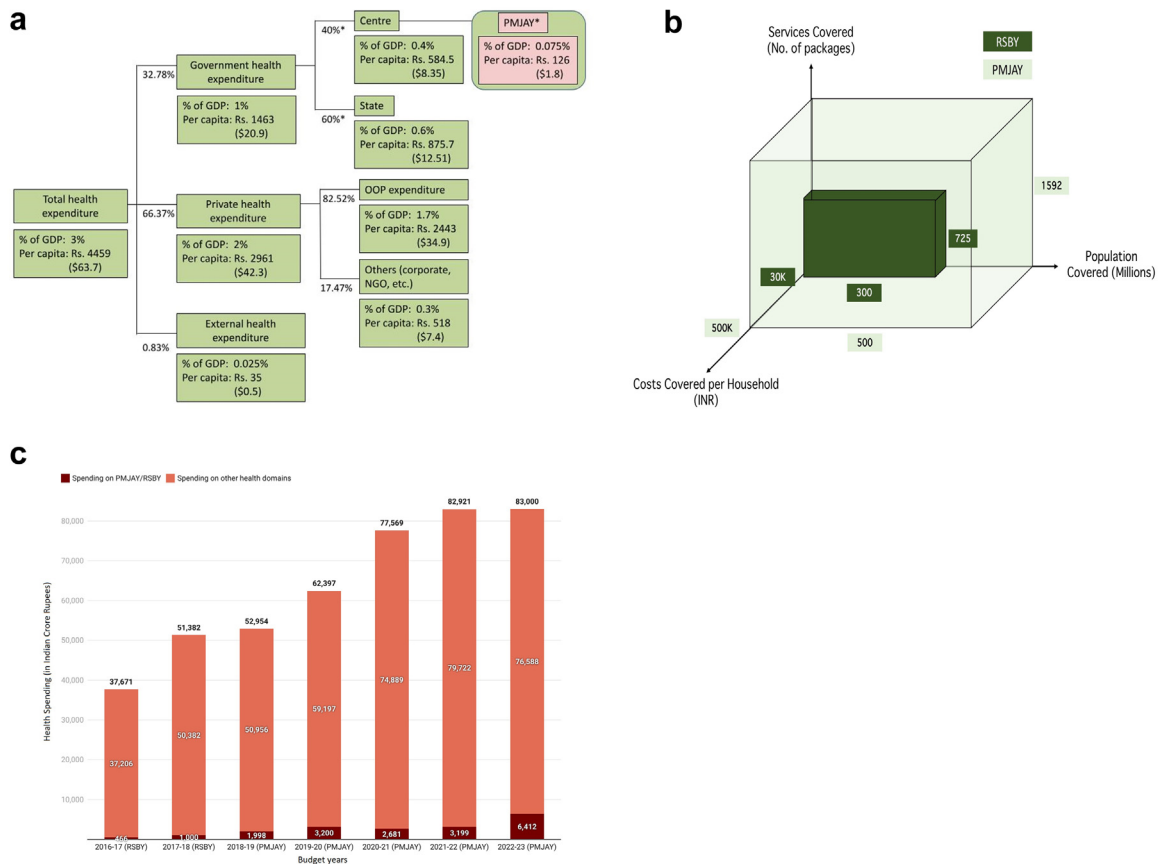 a
Total health
expenditure
% of GDP: 3%
Per capita: Rs. 4459
($63.7)
32.78%
Government health
expenditure
% of GDP: 1%
Per capita: Rs. 1463
($20.9)
40%*
Centre
% of GDP: 0.4%
Per capita: Rs. 584.5
($8.35)
PMJAY*
% of GDP: 0.075%
Per capita: Rs. 126
($1.8)
60%*
State
% of GDP: 0.6%
Per capita: Rs. 875.7
($12.51)
66.37%
Private health
expenditure
% of GDP: 2%
Per capita: Rs. 2961
($42.3)
82.52%
OOP expenditure
% of GDP: 1.7%
Per capita: Rs. 2443
($34.9)
17.47%
Others (corporate,
NGO, etc.)
% of GDP: 0.3%
Per capita: Rs. 518
($7.4)
0.83%
External health
expenditure
% of GDP: 0.025%
Per capita: Rs. 35
($0.5)
b
Services Covered
(No. of packages)
RSBY
PMJAY
1592
725
Population
Covered (Millions)
30K
300
500K
500
Costs Covered per Household
(INR)
c
Spending on PMJAY/RSBY
Spending on other health domains
Health Spending (in Indian Crore Rupees)
80,000
70,000
60,000
50,000
40,000
30,000
20,000
10,000
37,671
37,206
466
51,382
50,382
1,000
52,954
50,956
1,998
62,397
59,197
3,200
77,569
74,889
2,681
82,921
79,722
3,199
83,000
76,588
6,412
2016-17 (RSBY)
2017-18 (RSBY)
2018-19 (PMJAY)
2019-20 (PMJAY)
2020-21 (PMJAY)
2021-22 (PMJAY)
2022-23 (PMJAY)
Budget years